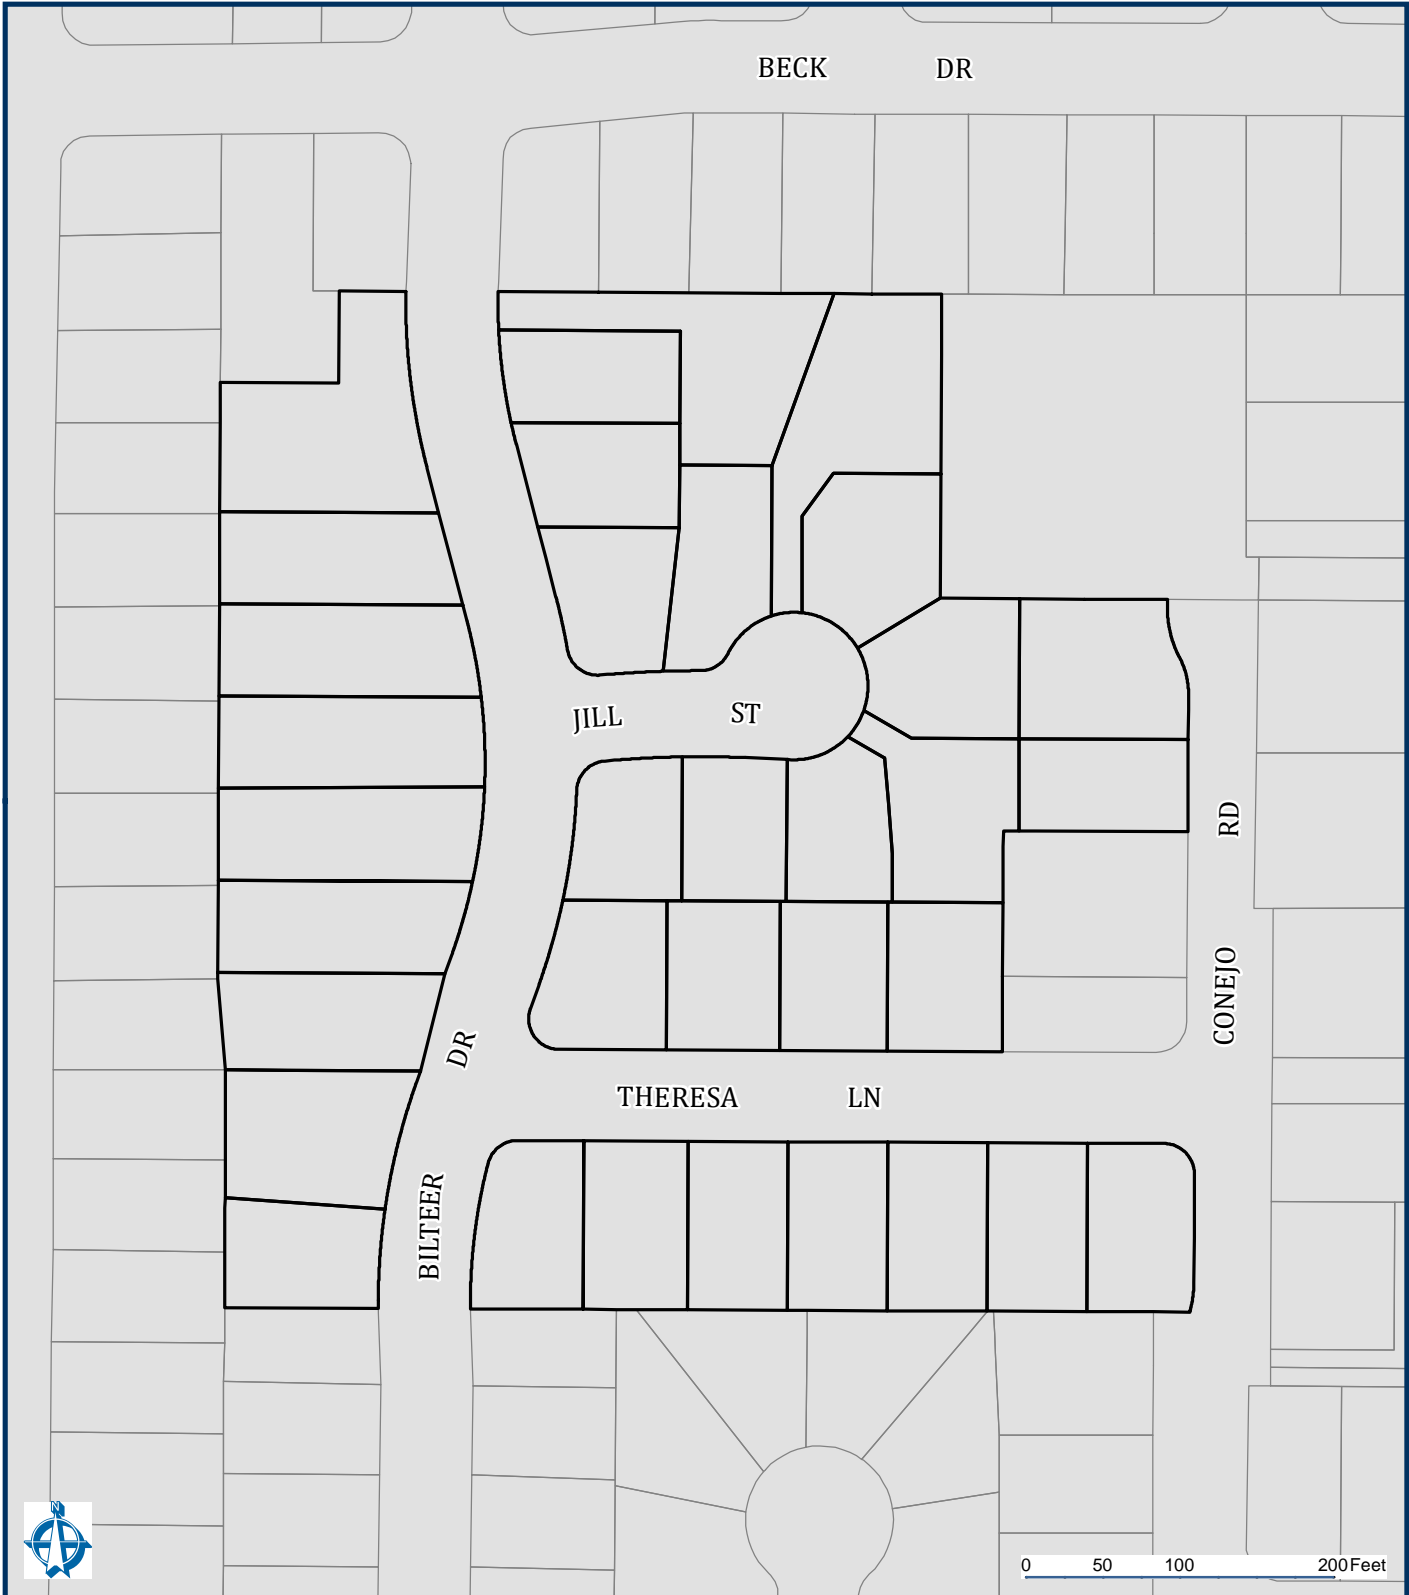 BECK DR
JILL ST
RD
CONEJO
DR
THERESA LN
BILTEER
N
0 50 100 200 Feet